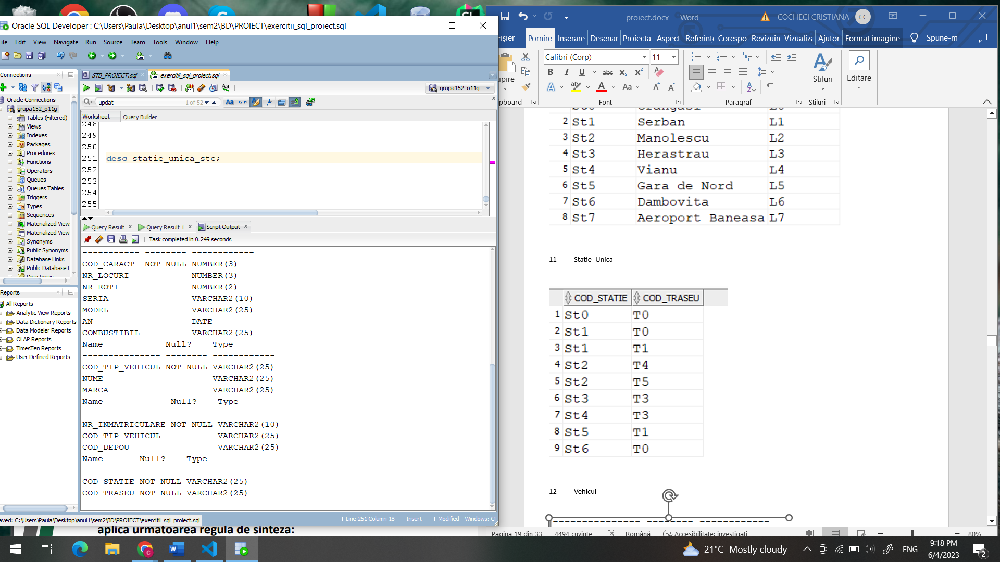 Oracle SQL Developer : C:\Users\Paula\Desktop\anul1\sem2\BD\PROIECT\exercitii_sql_proiect.sql
File Edit View Navigate Run Source Team Tools Window Help
Connections
Oracle Connections
grupa152_o11g
Tables (Filtered)
Views
Indexes
Packages
Procedures
Functions
Operators
Queues
Queues Tables
Triggers
Types
Sequences
Materialized View
Materialized View
Synonyms
Public Synonyms
Database Links
Public Database L
Directories
Reports
All Reports
Analytic View Reports
Data Dictionary Reports
Data Modeler Reports
OLAP Reports
TimesTen Reports
User Defined Reports
STB_PROIECT.sql
exercitii_sql_proiect.sql
grupa152_o11g
updat 1 of 52
Worksheet Query Builder
248
249
250
251 desc statie_unica_stc;
252
253
254
255
Query Result Query Result 1 Script Output
Task completed in 0.249 seconds
----------- -------- ------------
COD_CARACT NOT NULL NUMBER(3)
NR_LOCURI NUMBER(3)
NR_ROTI NUMBER(2)
SERIA VARCHAR2(10)
MODEL VARCHAR2(25)
AN DATE
COMBUSTIBIL VARCHAR2(25)
Name Null? Type
--------------- -------- ------------
COD_TIP_VEHICUL NOT NULL VARCHAR2(25)
NUME VARCHAR2(25)
MARCA VARCHAR2(25)
Name Null? Type
---------------- -------- ------------
NR_INMATRICULARE NOT NULL VARCHAR2(10)
COD_TIP_VEHICUL VARCHAR2(25)
COD_DEPOU VARCHAR2(25)
Name Null? Type
---------- -------- ------------
COD_STATIE NOT NULL VARCHAR2(25)
COD_TRASEU NOT NULL VARCHAR2(25)
aved: C:\Users\Paula\Desktop\anul1\sem2\BD\PROIECT\exercitii_sql_proiect.sql
Line 251 Column 18 Insert Modified Windows: CF
aplica urmatoarea regula de sinteza:
proiect.docx - Word
COCHECI CRISTIANA
CC
Fișier Pornire Inserare Desenar Proiecta Aspect Referinț Corespo Revizuir Vizualiza Ajutor Format imagine Spune-m
Calibri (Corp) 11
Stiluri
Editare
Font
Paragraf
Stiluri
2 St1 Serban L1
3 St2 Manolescu L2
4 St3 Herastrau L3
5 St4 Vianu L4
6 St5 Gara de Nord L5
7 St6 Dambovita L6
8 St7 Aeroport Baneasa L7
11 Statie_Unica
COD_STATIE COD_TRASEU
1 St0 T0
2 St1 T0
3 St1 T1
4 St2 T4
5 St2 T5
6 St3 T3
7 St4 T3
8 St5 T1
9 St6 T0
12 Vehicul
Pagina 19 din 33 4494 cuvinte Română Accesibilitate: investigați 80%
21°C Mostly cloudy
ENG
9:18 PM
6/4/2023
2